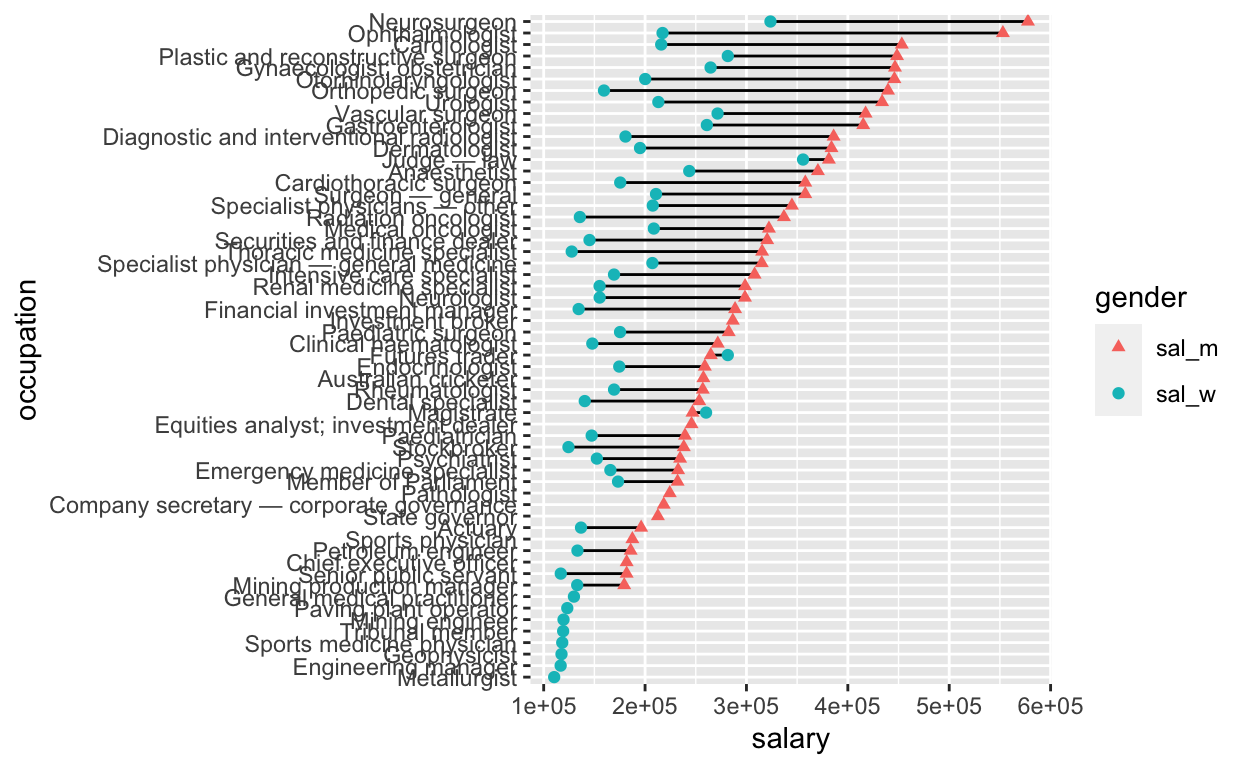 Neurosurgeon
Ophthalmologist
Cardiologist
Plastic and reconstructive surgeon
Gynaecologist; obstetrician
Otorhinolaryngologist
Orthopedic surgeon
Urologist
Vascular surgeon
Gastroenterologist
Diagnostic and interventional radiologist
Dermatologist
Judge — law
Anaesthetist
Cardiothoracic surgeon
Surgeon — general
Specialist physicians — other
Radiation oncologist
Medical oncologist
Securities and finance dealer
Thoracic medicine specialist
Specialist physician — general medicine
Intensive care specialist
Renal medicine specialist
Neurologist
Financial investment manager
Investment broker
Paediatric surgeon
Clinical haematologist
Futures trader
Endocrinologist
Australian cricketer
Rheumatologist
Dental specialist
Magistrate
Equities analyst; investment dealer
Paediatrician
Stockbroker
Psychiatrist
Emergency medicine specialist
Member of Parliament
Pathologist
Company secretary — corporate governance
State governor
Actuary
Sports physician
Petroleum engineer
Chief executive officer
Senior public servant
Mining production manager
General medical practitioner
Paving plant operator
Mining engineer
Tribunal member
Sports medicine physician
Geophysicist
Engineering manager
Metallurgist
occupation
1e+05 2e+05 3e+05 4e+05 5e+05 6e+05
salary
gender
sal_m
sal_w